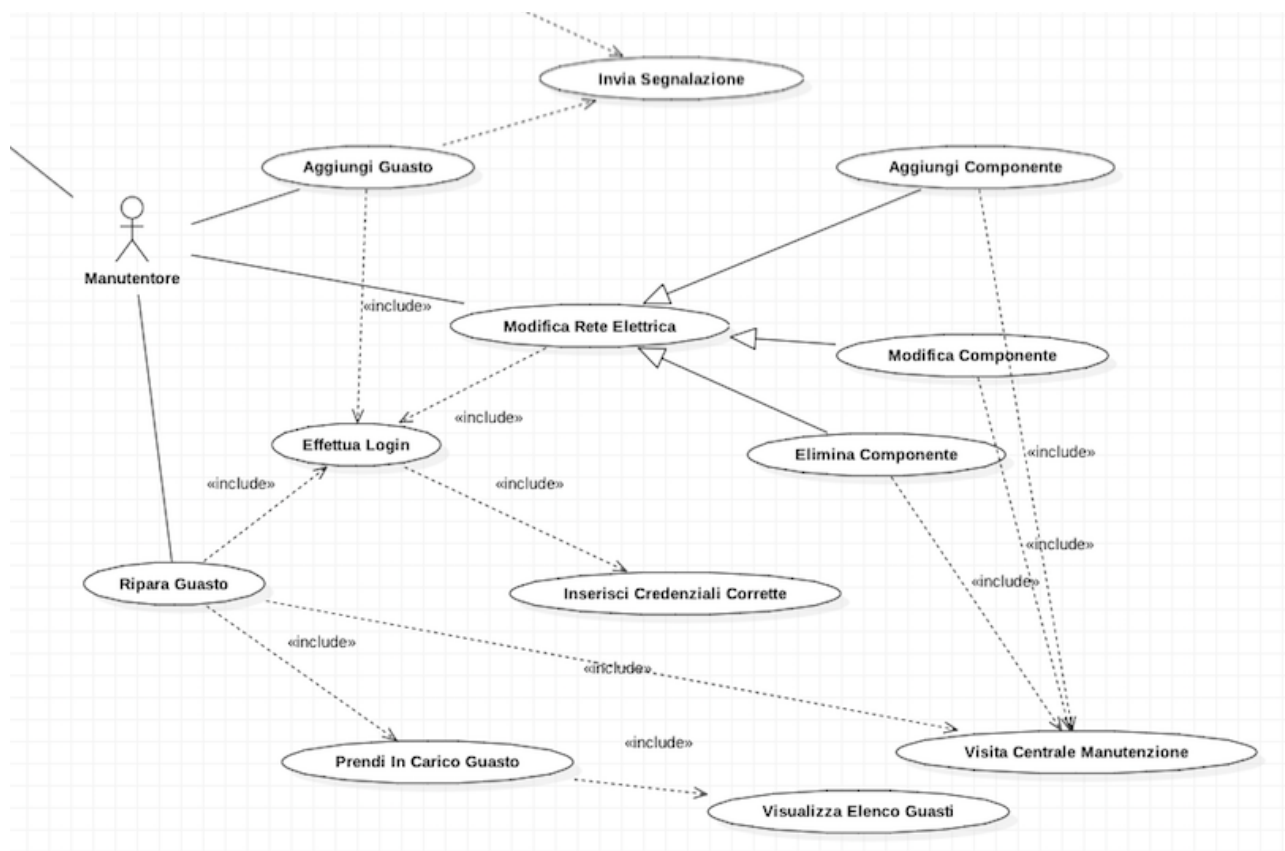 Invia Segnalazione
Aggiungi Guasto
Aggiungi Componente
Manutentore
«include»
Modifica Rete Elettrica
Modifica Componente
«include»
Effettua Login
Elimina Componente
«include»
«include»
«include»
«include»
«include»
Ripara Guasto
Inserisci Credenziali Corrette
«include»
«include»
«include»
Visita Centrale Manutenzione
Prendi In Carico Guasto
Visualizza Elenco Guasti